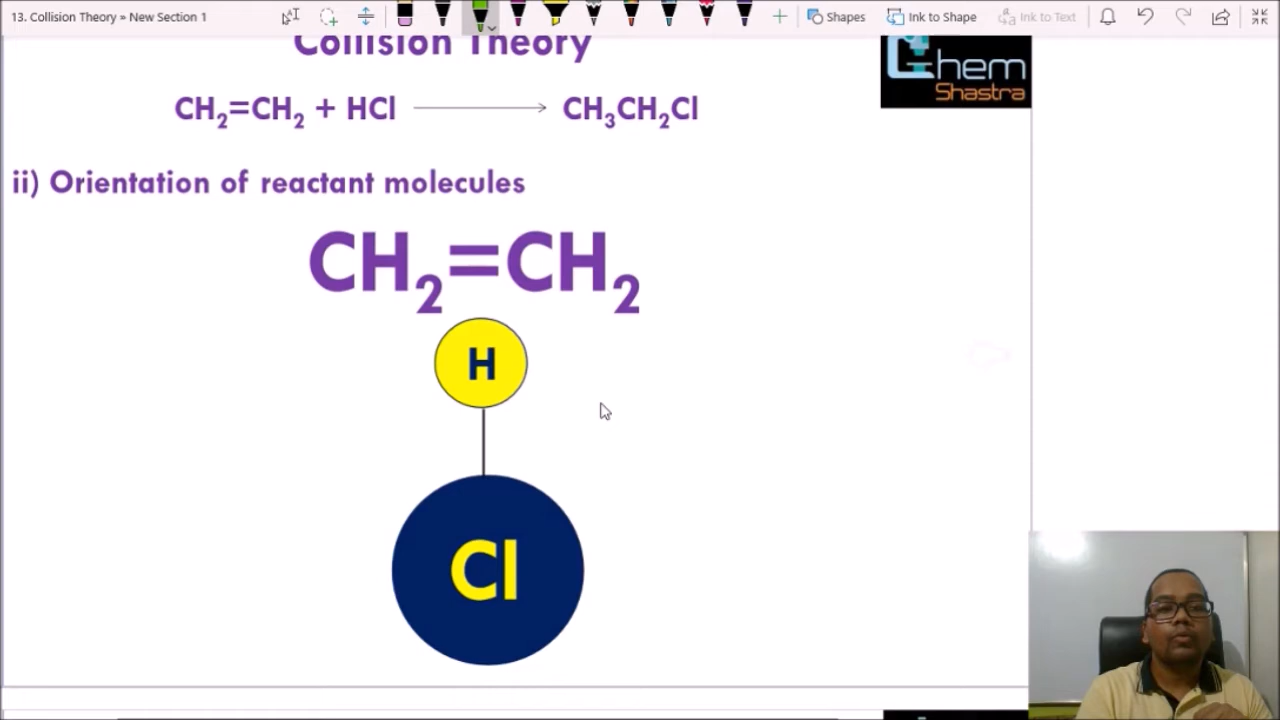 13. Collision Theory » New Section 1
Shapes
Ink to Shape
Ink to Text
Collision Theory
Chem
Shastra
CH₂=CH₂ + HCl ⟶ CH₃CH₂Cl
ii) Orientation of reactant molecules
CH₂=CH₂
H
Cl